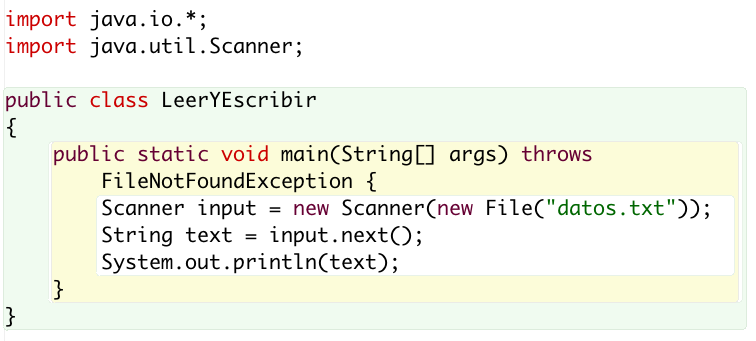 import java.io.*;
import java.util.Scanner;
public class LeerYEscribir
{
public static void main(String[] args) throws
FileNotFoundException {
Scanner input = new Scanner(new File("datos.txt"));
String text = input.next();
System.out.println(text);
}
}